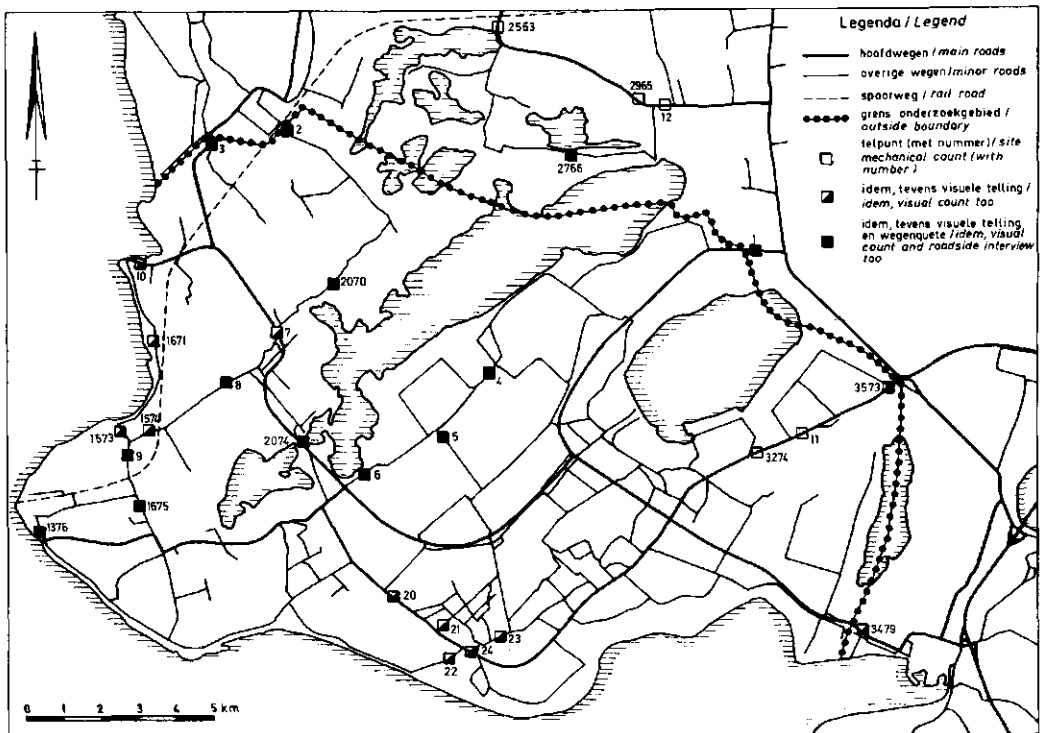 Legenda / Legend
hoofdwegen / main roads
overige wegen / minor roads
spoorweg / rail road
grens onderzoekgebied /
outside boundary
telpunt (met nummer) / site
mechanical count (with
number)
idem, tevens visuele telling /
idem, visual count too
idem, tevens visuele telling
en wegenquete / idem, visual
count and roadside interview
too
2563
2965
12
2
3
2766
10
2070
1671
7
8
4
3573
1573
1574
2074
5
11
9
6
3274
1675
1376
20
21
23
24
22
3479
0 1 2 3 4 5 km